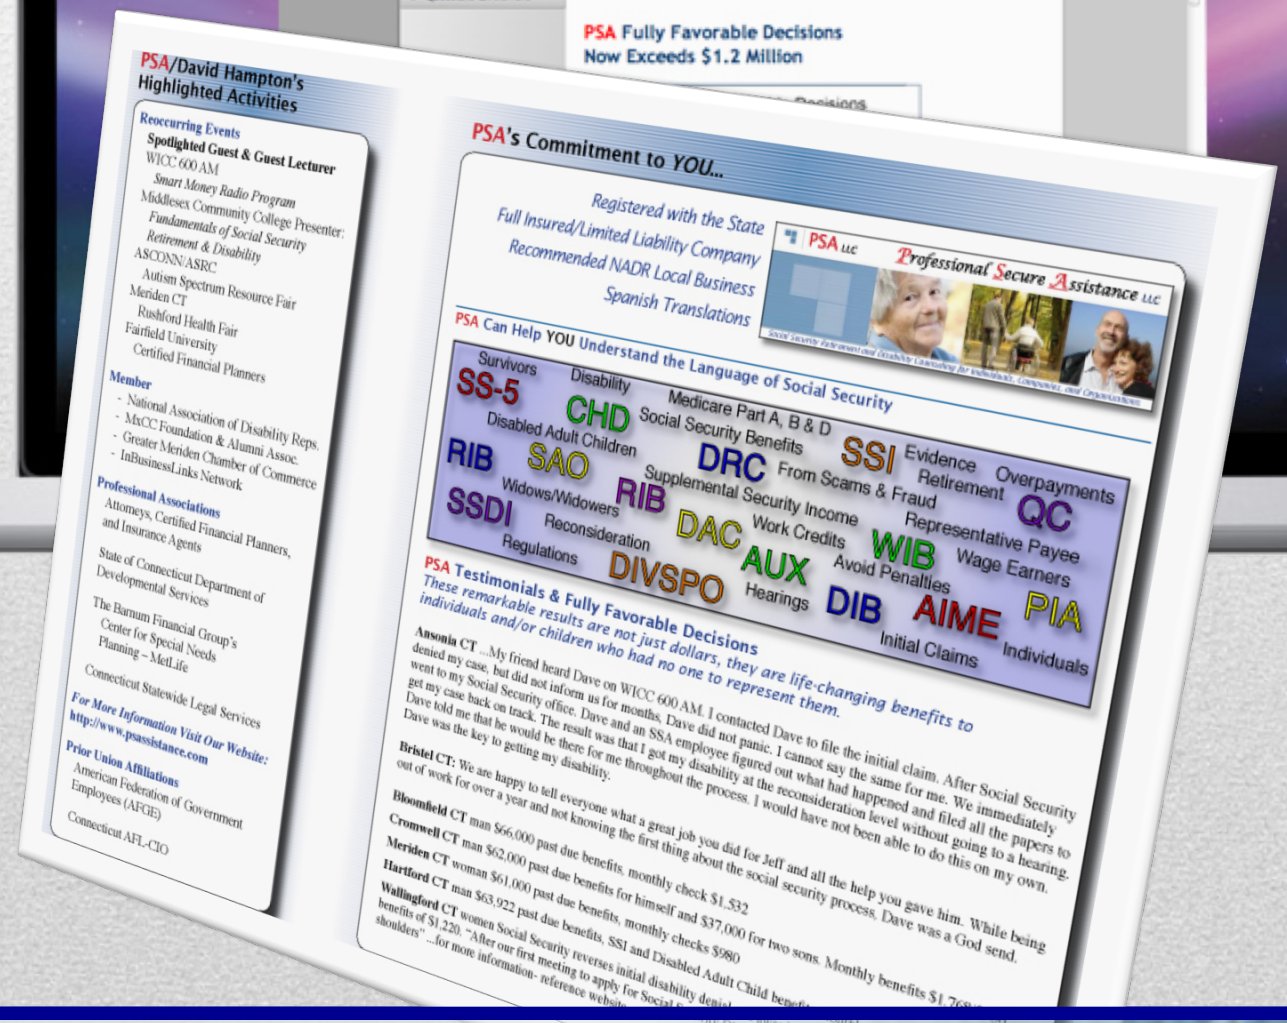 PSA Fully Favorable Decisions
Now Exceeds $1.2 Million
Decisions
PSA/David Hampton's
Highlighted Activities
Reoccurring Events
Spotlighted Guest & Guest Lecturer
WICC 600 AM
Smart Money Radio Program
Middlesex Community College Presenter:
Fundamentals of Social Security
Retirement & Disability
ASCONN/ASRC
Autism Spectrum Resource Fair
Meriden CT
Rushford Health Fair
Fairfield University
Certified Financial Planners
Member
- National Association of Disability Reps.
- MxCC Foundation & Alumni Assoc.
- Greater Meriden Chamber of Commerce
- InBusinessLinks Network
Professional Associations
Attorneys, Certified Financial Planners,
and Insurance Agents
State of Connecticut Department of
Developmental Services
The Barnum Financial Group's
Center for Special Needs
Planning – MetLife
Connecticut Statewide Legal Services
For More Information Visit Our Website:
http://www.psassistance.com
Prior Union Affiliations
American Federation of Government
Employees (AFGE)
Connecticut AFL-CIO
PSA's Commitment to YOU...
Registered with the State
Full Insured/Limited Liability Company
Recommended NADR Local Business
Spanish Translations
PSA LLC Professional Secure Assistance LLC
Social Security Retirement and Disability Counseling for Individuals, Companies, and Organizations
PSA Can Help YOU Understand the Language of Social Security
Survivors Disability Medicare Part A, B & D
SS-5 CHD Social Security Benefits SSI Evidence Overpayments
Disabled Adult Children DRC From Scams & Fraud Retirement QC
RIB SAO RIB Supplemental Security Income Representative Payee
SSDI Widows/Widowers DAC Work Credits WIB Wage Earners
Reconsideration AUX Avoid Penalties PIA
Regulations DIVSPO Hearings DIB AIME
Initial Claims Individuals
PSA Testimonials & Fully Favorable Decisions
These remarkable results are not just dollars, they are life-changing benefits to
individuals and/or children who had no one to represent them.
Ansonia CT ...My friend heard Dave on WICC 600 AM. I contacted Dave to file the initial claim. After Social Security
denied my case, but did not inform us for months, Dave did not panic. I cannot say the same for me. We immediately
went to my Social Security office. Dave and an SSA employee figured out what had happened and filed all the papers to
get my case back on track. The result was that I got my disability at the reconsideration level without going to a hearing.
Dave told me that he would be there for me throughout the process. I would have not been able to do this on my own.
Dave was the key to getting my disability.
Bristel CT: We are happy to tell everyone what a great job you did for Jeff and all the help you gave him. While being
out of work for over a year and not knowing the first thing about the social security process, Dave was a God send.
Bloomfield CT man $66,000 past due benefits, monthly check $1,532
Cromwell CT man $62,000 past due benefits for himself and $37,000 for two sons. Monthly benefits $1,768
Meriden CT woman $61,000 past due benefits, monthly checks $980
Hartford CT man $63,922 past due benefits, SSI and Disabled Adult Child
Wallingford CT women Social Security reverses initial disability
benefits of $1,220. "After our first meeting to apply for Social
shoulders" ...for more information- reference